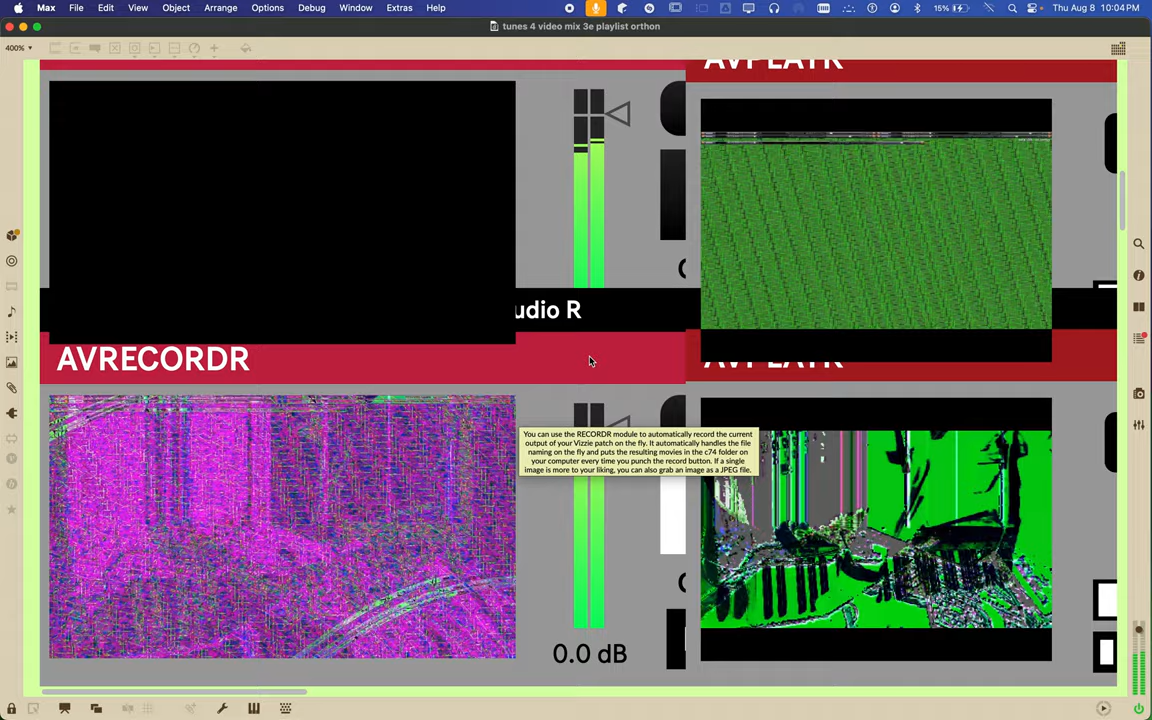 Max File Edit View Object Arrange Options Debug Window Extras Help
15% Thu Aug 8 10:04 PM
tunes 4 video mix 3e playlist orthon
400%
AVPLAYR
udio R
AVRECORDR
AVPLAYR
You can use the RECORDR module to automatically record the current
output of your Vizzie patch on the fly. It automatically handles the file
naming on the fly and puts the resulting movies in the c74 folder on
your computer every time you punch the record button. If a single
image is more to your liking, you can also grab an image as a JPEG file.
0.0 dB